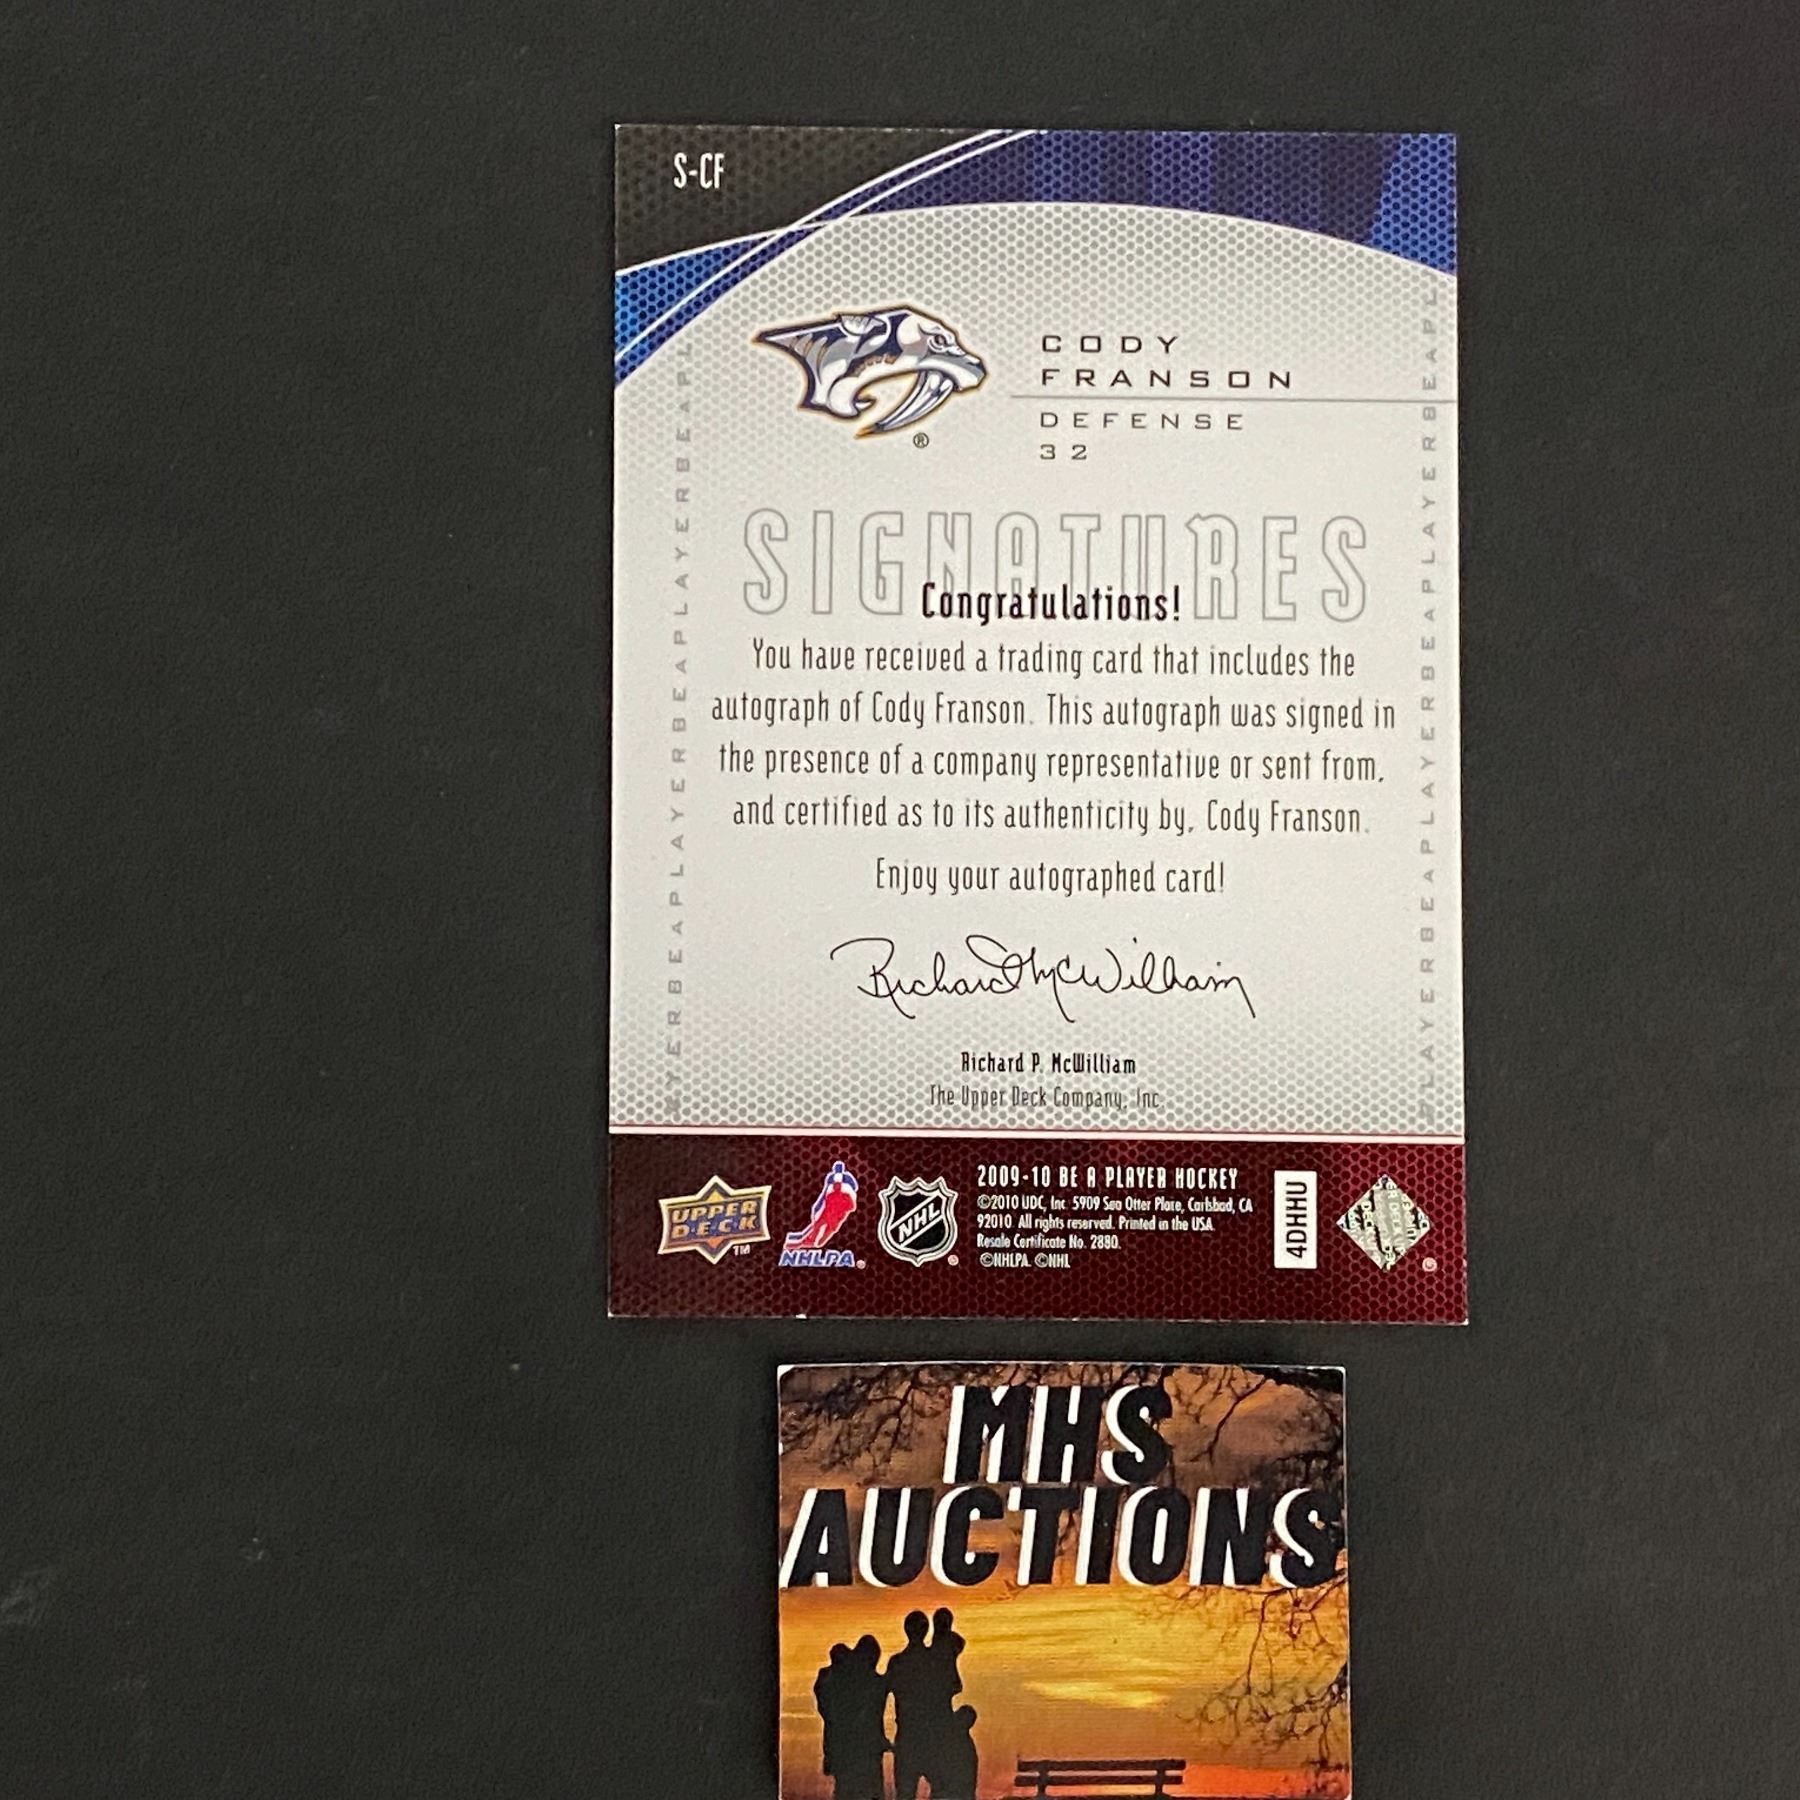 S-CF
CODY
FRANSON
DEFENSE
32
SIGNATURES
Congratulations!
You have received a trading card that includes the
autograph of Cody Franson. This autograph was signed in
the presence of a company representative or sent from,
and certified as to its authenticity by, Cody Franson.
Enjoy your autographed card!
Richard McWilliam
Richard P. McWilliam
The Upper Deck Company, Inc.
UPPER
DECK
TM
NHLPA
NHL
2009-10 BE A PLAYER HOCKEY
©2010 UDC, Inc. 5909 Sea Otter Place, Carlsbad, CA
92010. All rights reserved. Printed in the USA.
Resale Certificate No. 2880.
©NHLPA. ©NHL
4DHHU
MHS
AUCTIONS